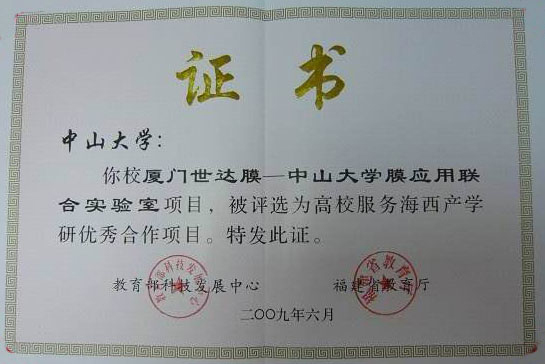 证书
中山大学：
你校厦门世达膜—中山大学膜应用联
合实验室项目，被评选为高校服务海西产学
研优秀合作项目。特发此证。
教育部科技发展中心 福建省教育厅
二〇〇九年六月